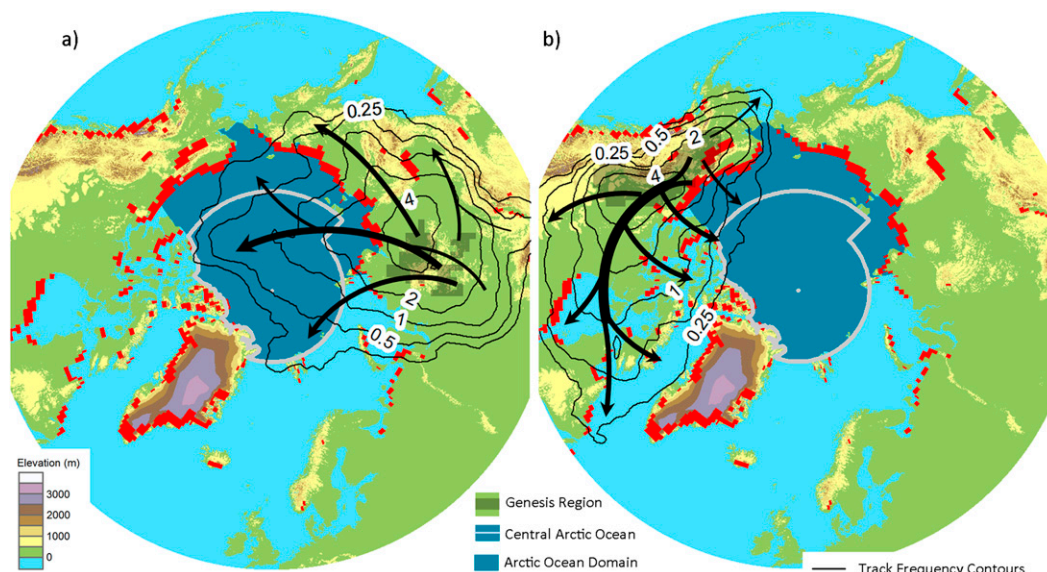 a)
0.25
4
2
1
0.5
b)
0.25
0.5
2
4
1
0.25
Elevation (m)
3000
2000
1000
0
Genesis Region
Central Arctic Ocean
Arctic Ocean Domain
Track Frequency Contours